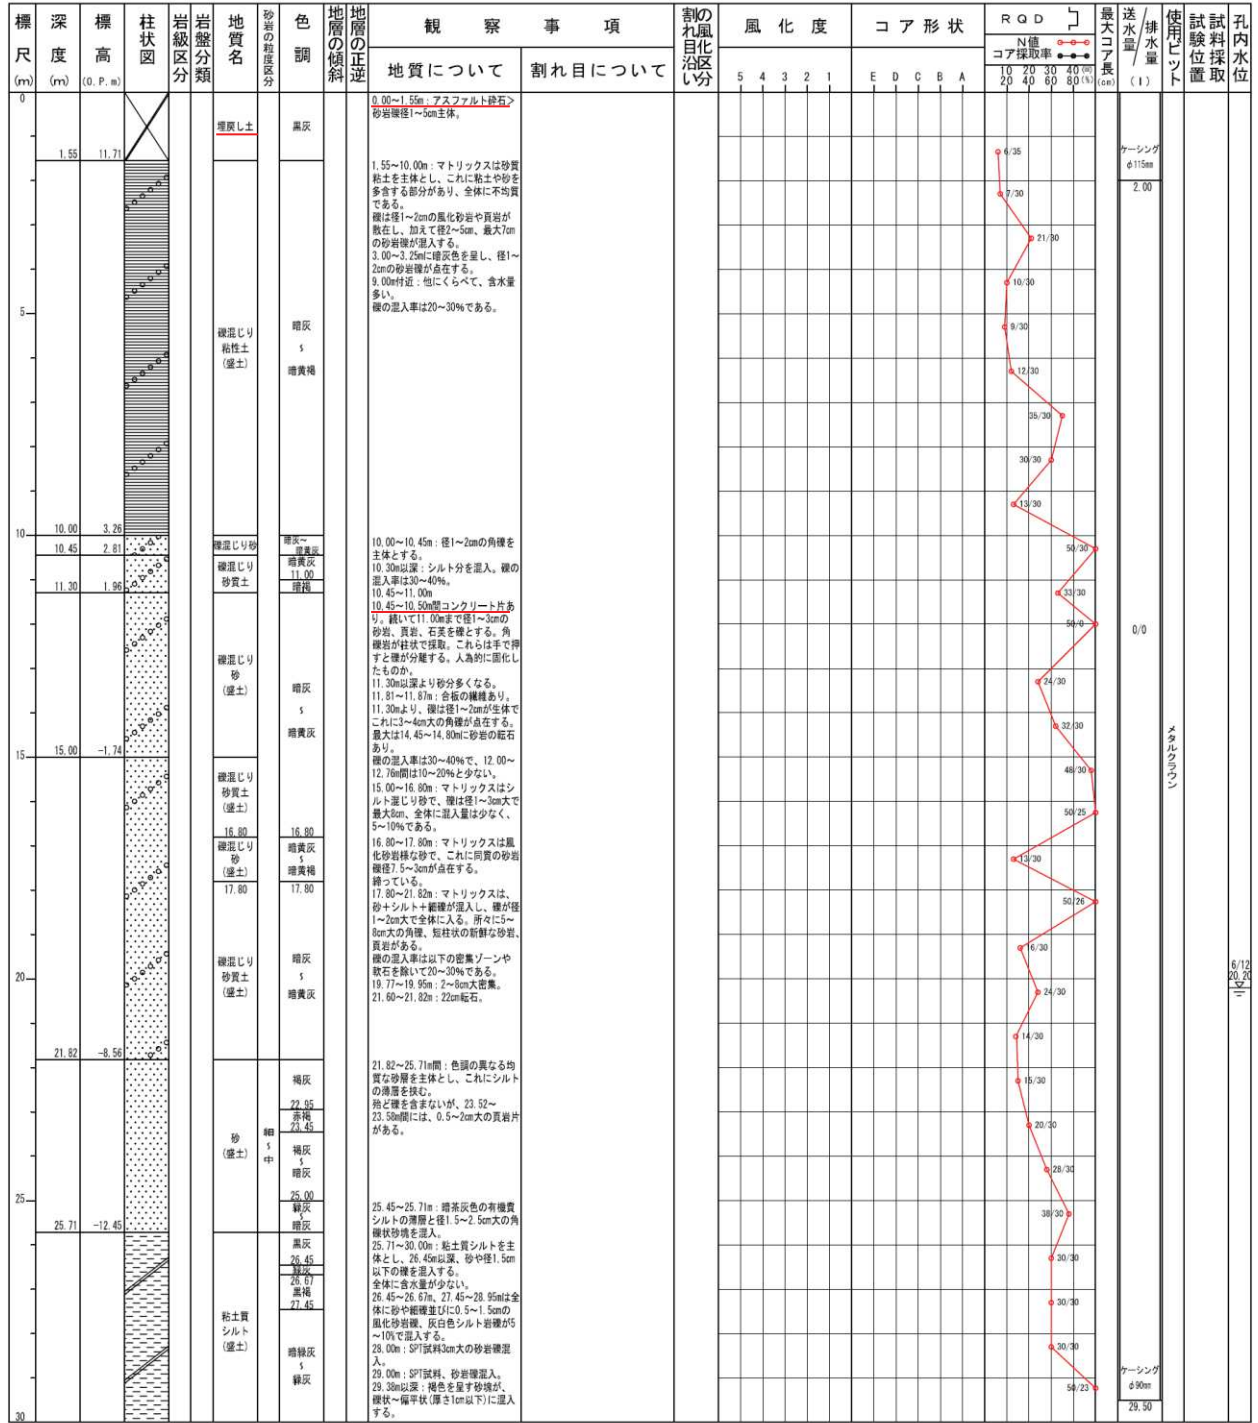 標尺(m)
深度(m)
標高(O.P.m)
柱状図
岩級区分
岩盤分類
地質名
砂岩の粒度区分
色調
地層の傾斜
地層の正逆
観察事項
地質について
割れ目について
割れ目沿いの風化区分
風化度
5 4 3 2 1
コア形状
E D C B A
RQD
N値
コア採取率
10 20 30 40 (回)
20 40 60 80 (%)
最大コア長(cm)
送水量/排水量(l)
使用ビット
試験位置
試料採取
孔内水位
0
5
10
15
20
25
30
1.55 11.71
10.00 3.26
10.45 2.81
11.30 1.96
15.00 -1.74
21.82 -8.56
25.71 -12.45
埋戻し土
礫混じり
粘性土
(盛土)
礫混じり砂
礫混じり
砂質土
礫混じり
砂
(盛土)
礫混じり
砂質土
(盛土)
16.80
礫混じり
砂
(盛土)
17.80
礫混じり
砂質土
(盛土)
砂
(盛土)
粘土質
シルト
(盛土)
細~中
黒灰
暗灰
~
暗黄褐
暗灰~
暗黄灰
暗黄灰
11.00
暗褐
暗灰
~
暗黄灰
16.80
暗黄灰
~
暗黄褐
17.80
暗灰
~
暗黄灰
褐灰
22.95
赤褐
23.45
褐灰
~
暗灰
25.00
緑灰
~
暗灰
黒灰
26.45
緑灰
26.67
黒褐
27.45
暗緑灰
~
緑灰
0.00~1.55m:アスファルト砕石>
砂岩礫径1~5cm主体。
1.55~10.00m:マトリックスは砂質
粘土を主体とし、これに粘土や砂を
多含する部分があり、全体に不均質
である。
礫は径1~2cmの風化砂岩や頁岩が
散在し、加えて径2~5cm、最大7cm
の砂岩礫が混入する。
3.00~3.25mに暗灰色を呈し、径1~
2cmの砂岩礫が点在する。
9.00m付近:他にくらべて、含水量
多い。
礫の混入率は20~30%である。
10.00~10.45m:径1~2cmの角礫を
主体とする。
10.30m以深:シルト分を混入。礫の
混入率は30~40%。
10.45~11.00m
10.45~10.50m間コンクリート片あ
り。続いて11.00mまで径1~3cmの
砂岩、頁岩、石英を礫とする。角
礫岩が柱状で採取。これらは手で押
すと礫が分離する。人為的に固化し
たものか。
11.30m以深より砂分多くなる。
11.81~11.87m:合板の繊維あり。
11.30mより、礫は径1~2cmが生体で
これに3~4cm大の角礫が点在する。
最大は14.45~14.80mに砂岩の転石
あり。
礫の混入率は30~40%で、12.00~
12.76m間は10~20%と少ない。
15.00~16.80m:マトリックスはシ
ルト混じり砂で、礫は径1~3cm大で
最大8cm、全体に混入量は少なく、
5~10%である。
16.80~17.80m:マトリックスは風
化砂岩様な砂で、これに同質の砂岩
礫径7.5~3cmが点在する。
締っている。
17.80~21.82m:マトリックスは、
砂+シルト+細礫が混入し、礫が径
1~2cm大で全体に入る。所々に5~
8cm大の角礫、短柱状の新鮮な砂岩、
頁岩がある。
礫の混入率は以下の密集ゾーンや
軟石を除いて20~30%である。
19.77~19.95m:2~8cm大密集。
21.60~21.82m:22cm転石。
21.82~25.71m間:色調の異なる均
質な砂層を主体とし、これにシルト
の薄層を挟む。
殆ど礫を含まないが、23.52~
23.58m間には、0.5~2cm大の頁岩片
がある。
25.45~25.71m:暗茶灰色の有機質
シルトの薄層と径1.5~2.5cm大の角
礫状砂塊を混入。
25.71~30.00m:粘土質シルトを主
体とし、26.45m以深、砂や径1.5cm
以下の礫を混入する。
全体に含水量が少ない。
26.45~26.67m、27.45~28.95mは全
体に砂や細礫並びに0.5~1.5cmの
風化砂岩礫、灰白色シルト岩礫が5
~10%で混入する。
28.00m:SPT試料3cm大の砂岩礫混
入。
29.00m:SPT試料、砂岩礫混入。
29.38m以深:褐色を呈す砂塊が、
礫状~偏平状(厚さ1cm以下)に混入
する。
6/35
7/30
21/30
10/30
9/30
12/30
35/30
30/30
13/30
50/30
33/30
50/0
24/30
32/30
48/30
50/25
13/30
50/26
16/30
24/30
14/30
15/30
20/30
28/30
38/30
30/30
30/30
30/30
50/23
ケーシング
φ115mm
2.00
0/0
ケーシング
φ90mm
29.50
メタルクラウン
6/12
20.20